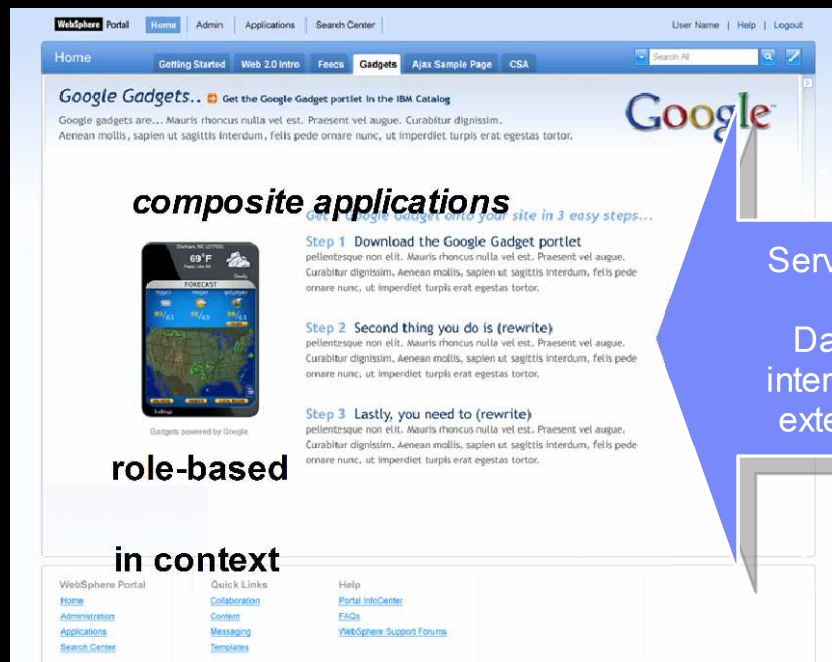 WebSphere Portal Home Admin Applications Search Center User Name | Help | Logout
Home Getting Started Web 2.0 Intro Feeds Gadgets Ajax Sample Page CSA Search All
Google Gadgets.. Get the Google Gadget portlet in the IBM Catalog
Google gadgets are... Mauris rhoncus nulla vel est. Praesent vel augue. Curabitur dignissim.
Aenean mollis, sapien ut sagittis interdum, felis pede ornare nunc, ut imperdiet turpis erat egestas tortor.
Google
composite applications
Get a Google Gadget onto your site in 3 easy steps...
Step 1 Download the Google Gadget portlet
pellentesque non elit. Mauris rhoncus nulla vel est. Praesent vel augue.
Curabitur dignissim. Aenean mollis, sapien ut sagittis interdum, felis pede
ornare nunc, ut imperdiet turpis erat egestas tortor.
Durham, NC (27703)
69°F
Cloudy
FORECAST
TODAY FRIDAY SATURDAY
Step 2 Second thing you do is (rewrite)
pellentesque non elit. Mauris rhoncus nulla vel est. Praesent vel augue.
Curabitur dignissim. Aenean mollis, sapien ut sagittis interdum, felis pede
ornare nunc, ut imperdiet turpis erat egestas tortor.
Step 3 Lastly, you need to (rewrite)
pellentesque non elit. Mauris rhoncus nulla vel est. Praesent vel augue.
Curabitur dignissim. Aenean mollis, sapien ut sagittis interdum, felis pede
ornare nunc, ut imperdiet turpis erat egestas tortor.
Gadgets powered by Google
role-based
in context
Serv
Da
inter
exte
WebSphere Portal Quick Links Help
Home Collaboration Portal InfoCenter
Administration Content FAQs
Applications Messaging WebSphere Support Forums
Search Center Templates